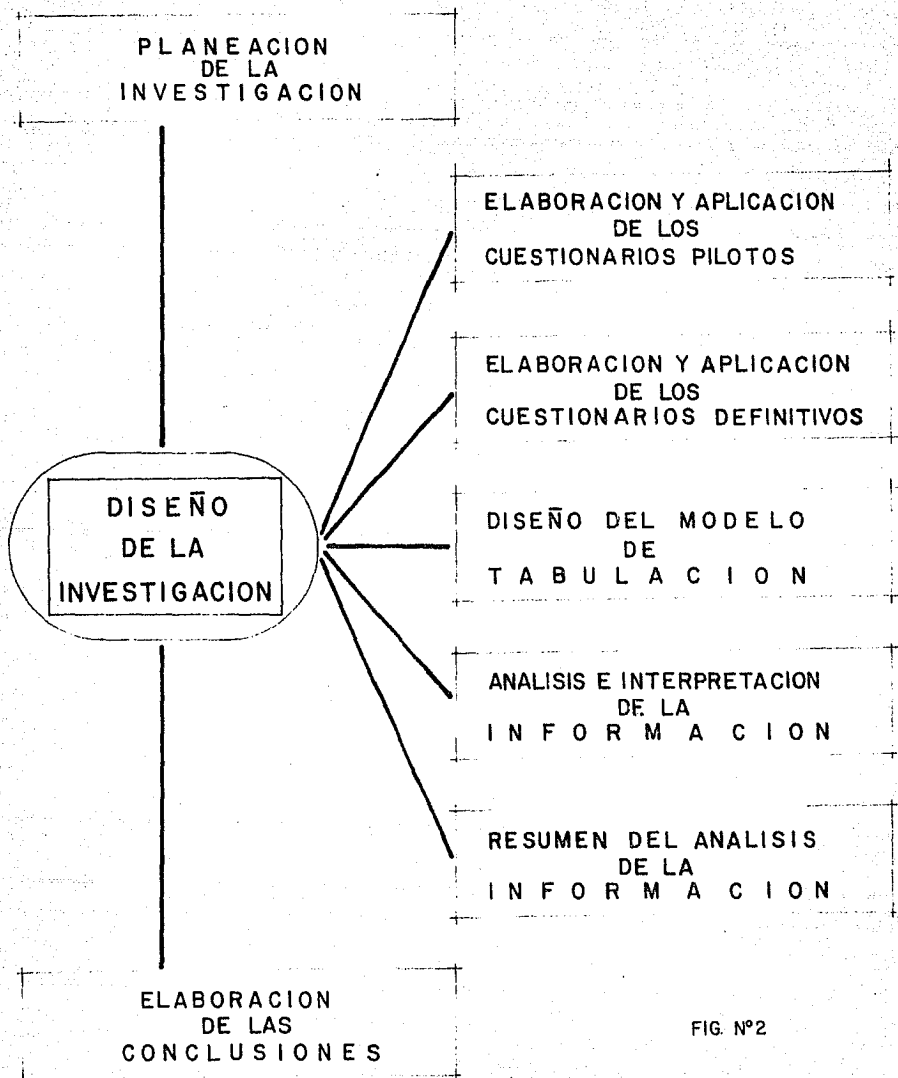 PLANEACION
DE LA
INVESTIGACION
ELABORACION Y APLICACION
DE LOS
CUESTIONARIOS PILOTOS
ELABORACION Y APLICACION
DE LOS
CUESTIONARIOS DEFINITIVOS
DISEÑO
DE LA
INVESTIGACION
DISEÑO DEL MODELO
DE
TABULACION
ANALISIS E INTERPRETACION
DE LA
INFORMACION
RESUMEN DEL ANALISIS
DE LA
INFORMACION
ELABORACION
DE LAS
CONCLUSIONES
FIG. Nº2